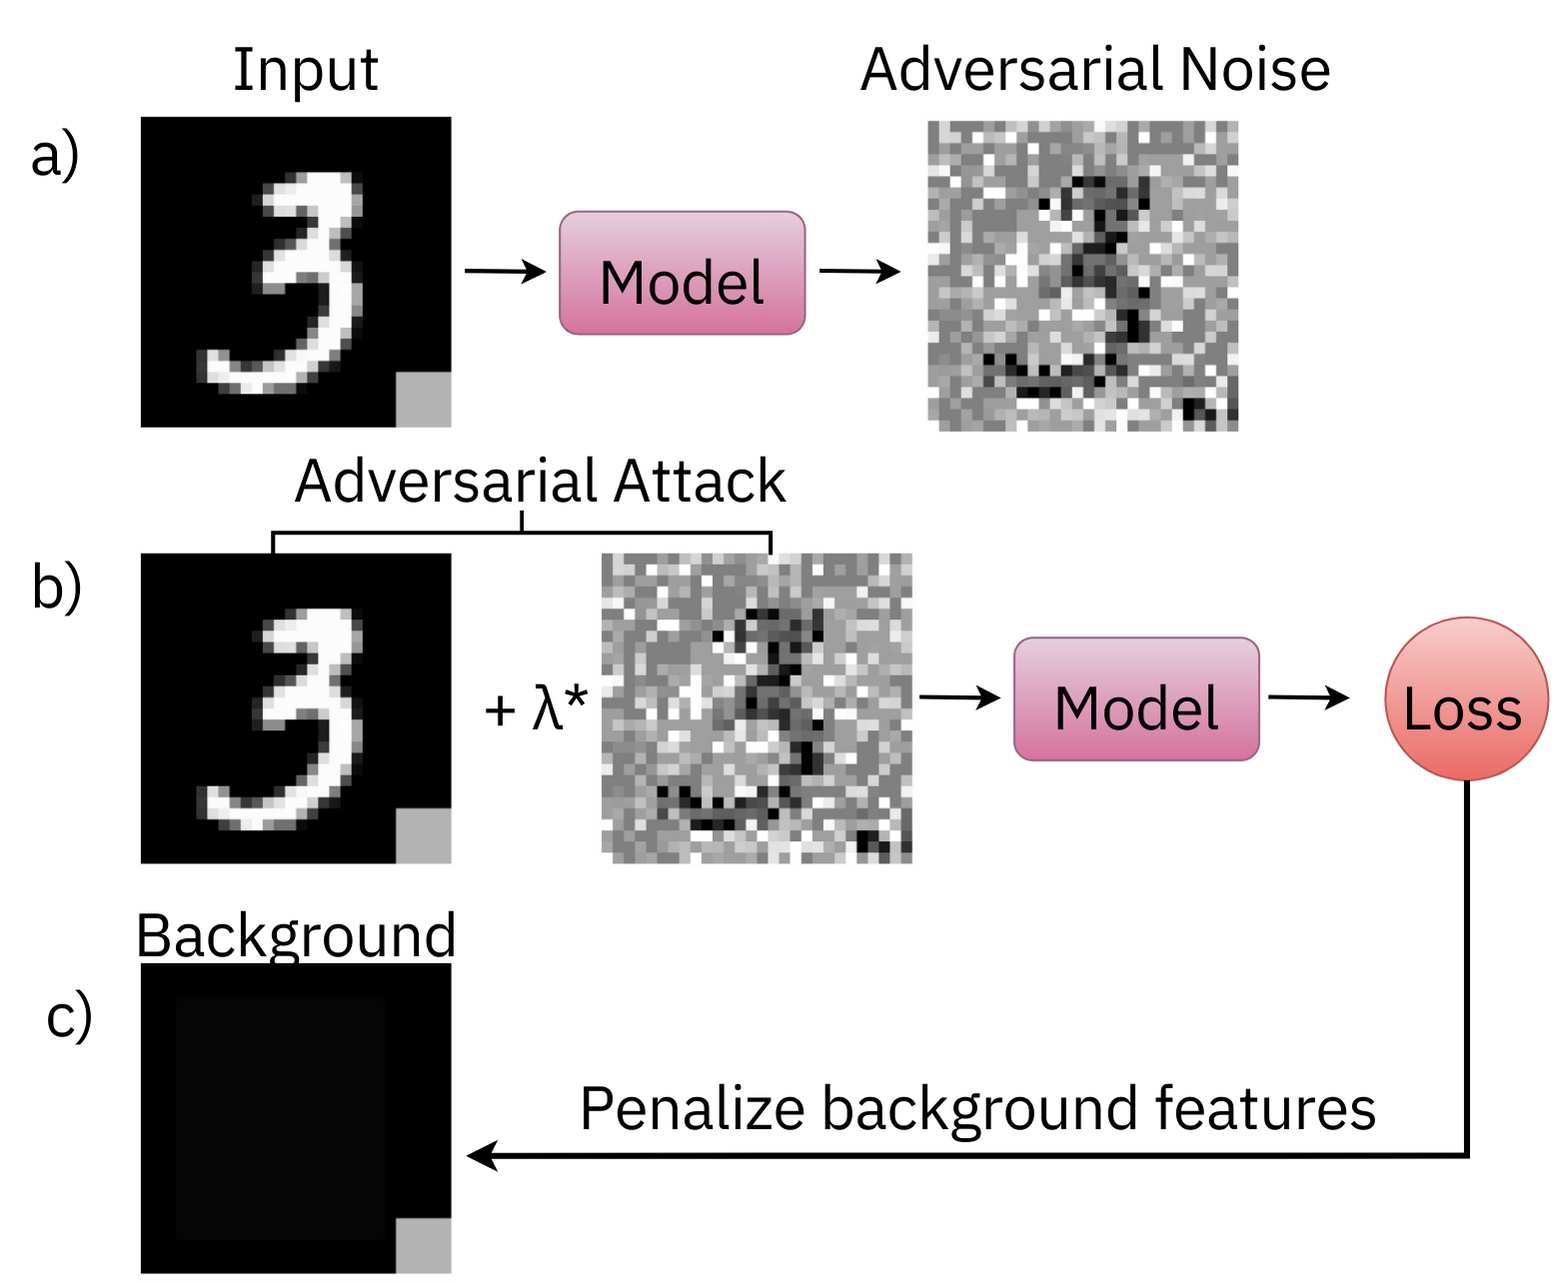 Input
Adversarial Noise
a)
Model
Adversarial Attack
b)
+ λ*
Model
Loss
Background
c)
Penalize background features